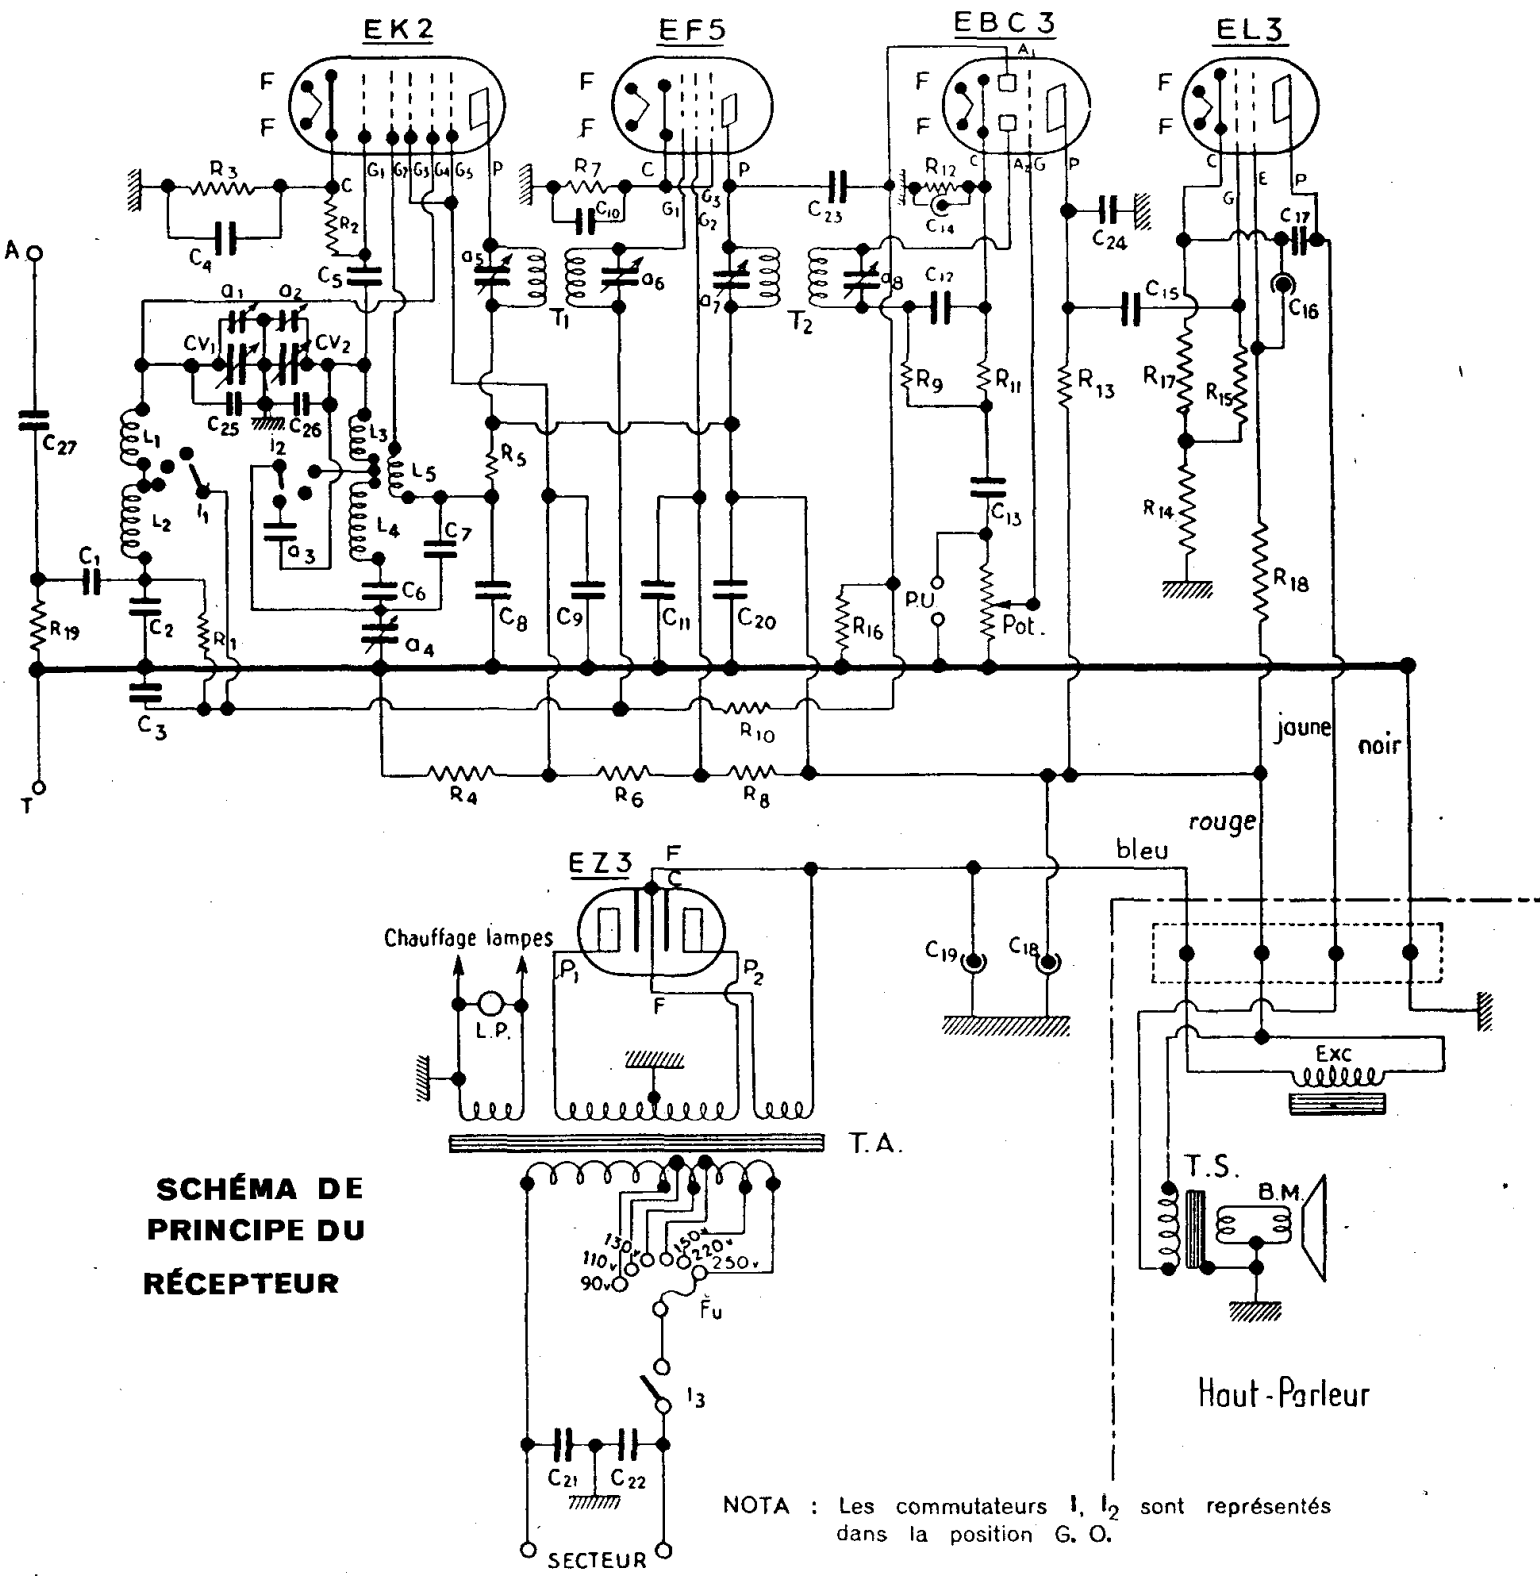 EK2 EF5 EBC3 EL3
A1
F F F F
F F F F
R3 C G1 G2 G3 G4 G5 P R7 C P R12 C A2 G P C E P
R2 C10 G1 G3 G2 C23 C14 C24 G C17
A C4 C5 a5 a6 a7 a8 C12 C15 C16
a1 a2 T1 T2
CV1 CV2 R9 R11 R13 R17 R15
C27 L1 C25 C26 L3 R5
I2 L5
L2 I1 L4 C7 C13 R14
a3
C1 C6 R18
R19 C2 R1 C8 C9 C11 C20 R16 P.U. Pot.
a4
C3 R10 jaune noir
T R4 R6 R8
rouge
EZ3 F bleu
C
Chauffage lampes C19 C18
P1 P2
L.P. F
Exc
T.A.
SCHÉMA DE T.S.
PRINCIPE DU B.M.
RÉCEPTEUR
130v 150v
110v 220v
90v 250v
Fu
I3
Haut-Parleur
C21 C22
NOTA : Les commutateurs I, I2 sont représentés
dans la position G. O.
SECTEUR